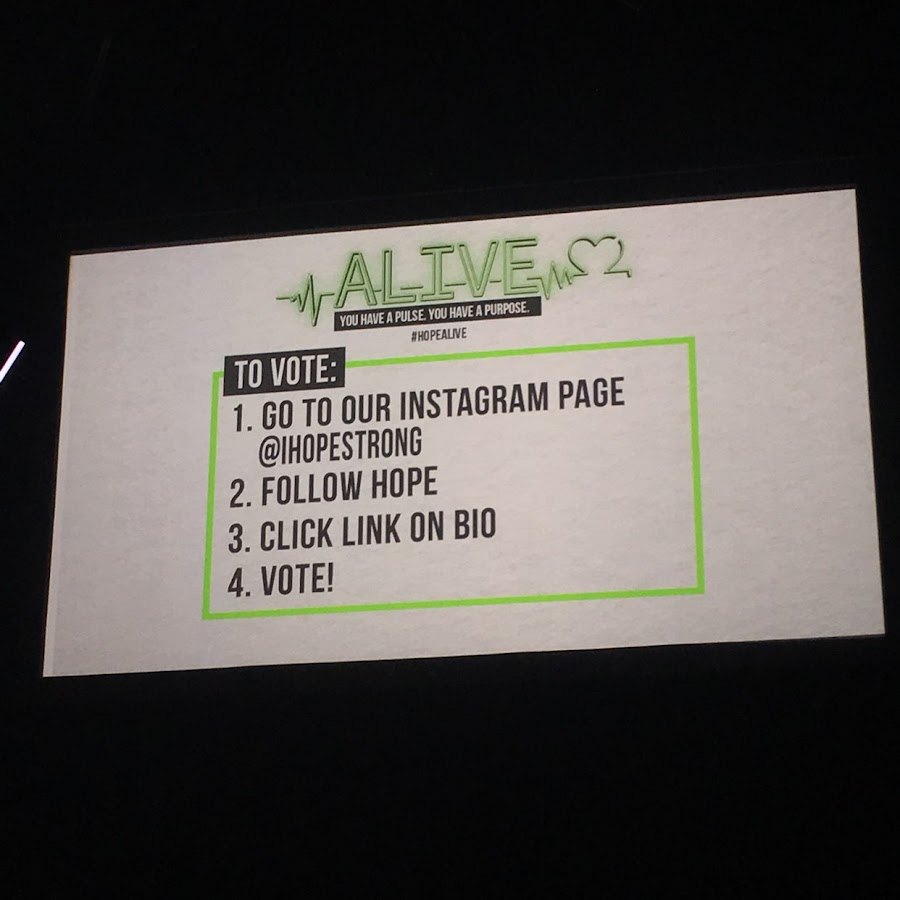 ALIVE
YOU HAVE A PULSE. YOU HAVE A PURPOSE.
#HOPEALIVE
TO VOTE:
1. GO TO OUR INSTAGRAM PAGE
@IHOPESTRONG
2. FOLLOW HOPE
3. CLICK LINK ON BIO
4. VOTE!